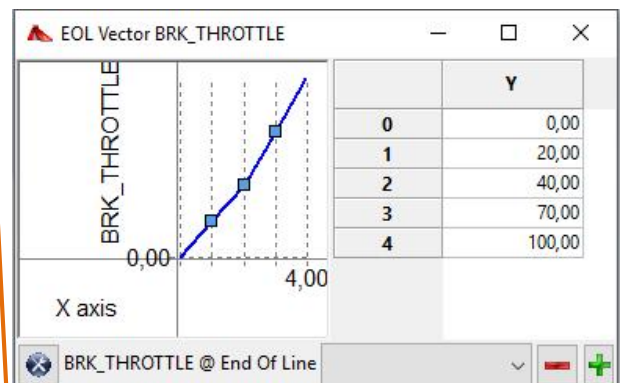 EOL Vector BRK_THROTTLE
BRK_THROTTLE
0,00
4,00
X axis
Y
0 0,00
1 20,00
2 40,00
3 70,00
4 100,00
BRK_THROTTLE @ End Of Line